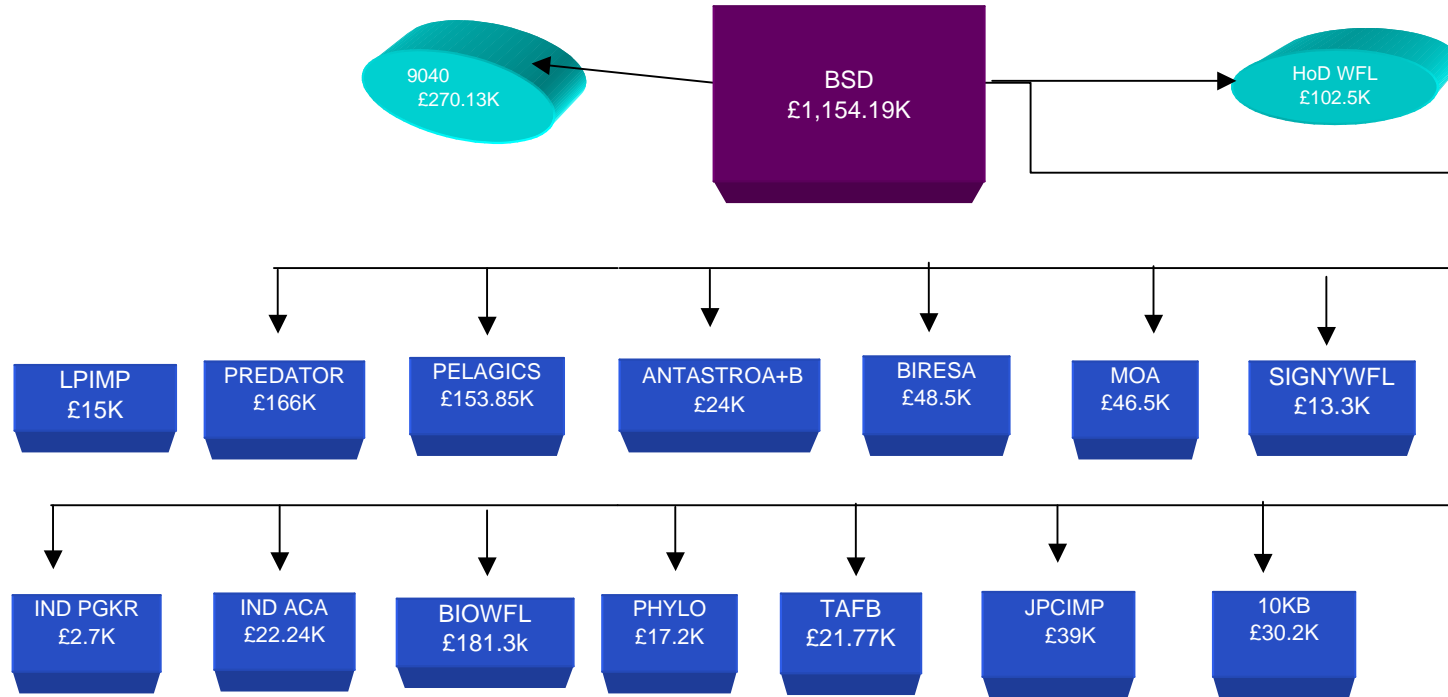 9040
£270.13K
BSD
£1,154.19K
HoD WFL
£102.5K
LPIMP
£15K
PREDATOR
£166K
PELAGICS
£153.85K
ANTASTROA+B
£24K
BIRESA
£48.5K
MOA
£46.5K
SIGNYWFL
£13.3K
IND PGKR
£2.7K
IND ACA
£22.24K
BIOWFL
£181.3k
PHYLO
£17.2K
TAFB
£21.77K
JPCIMP
£39K
10KB
£30.2K